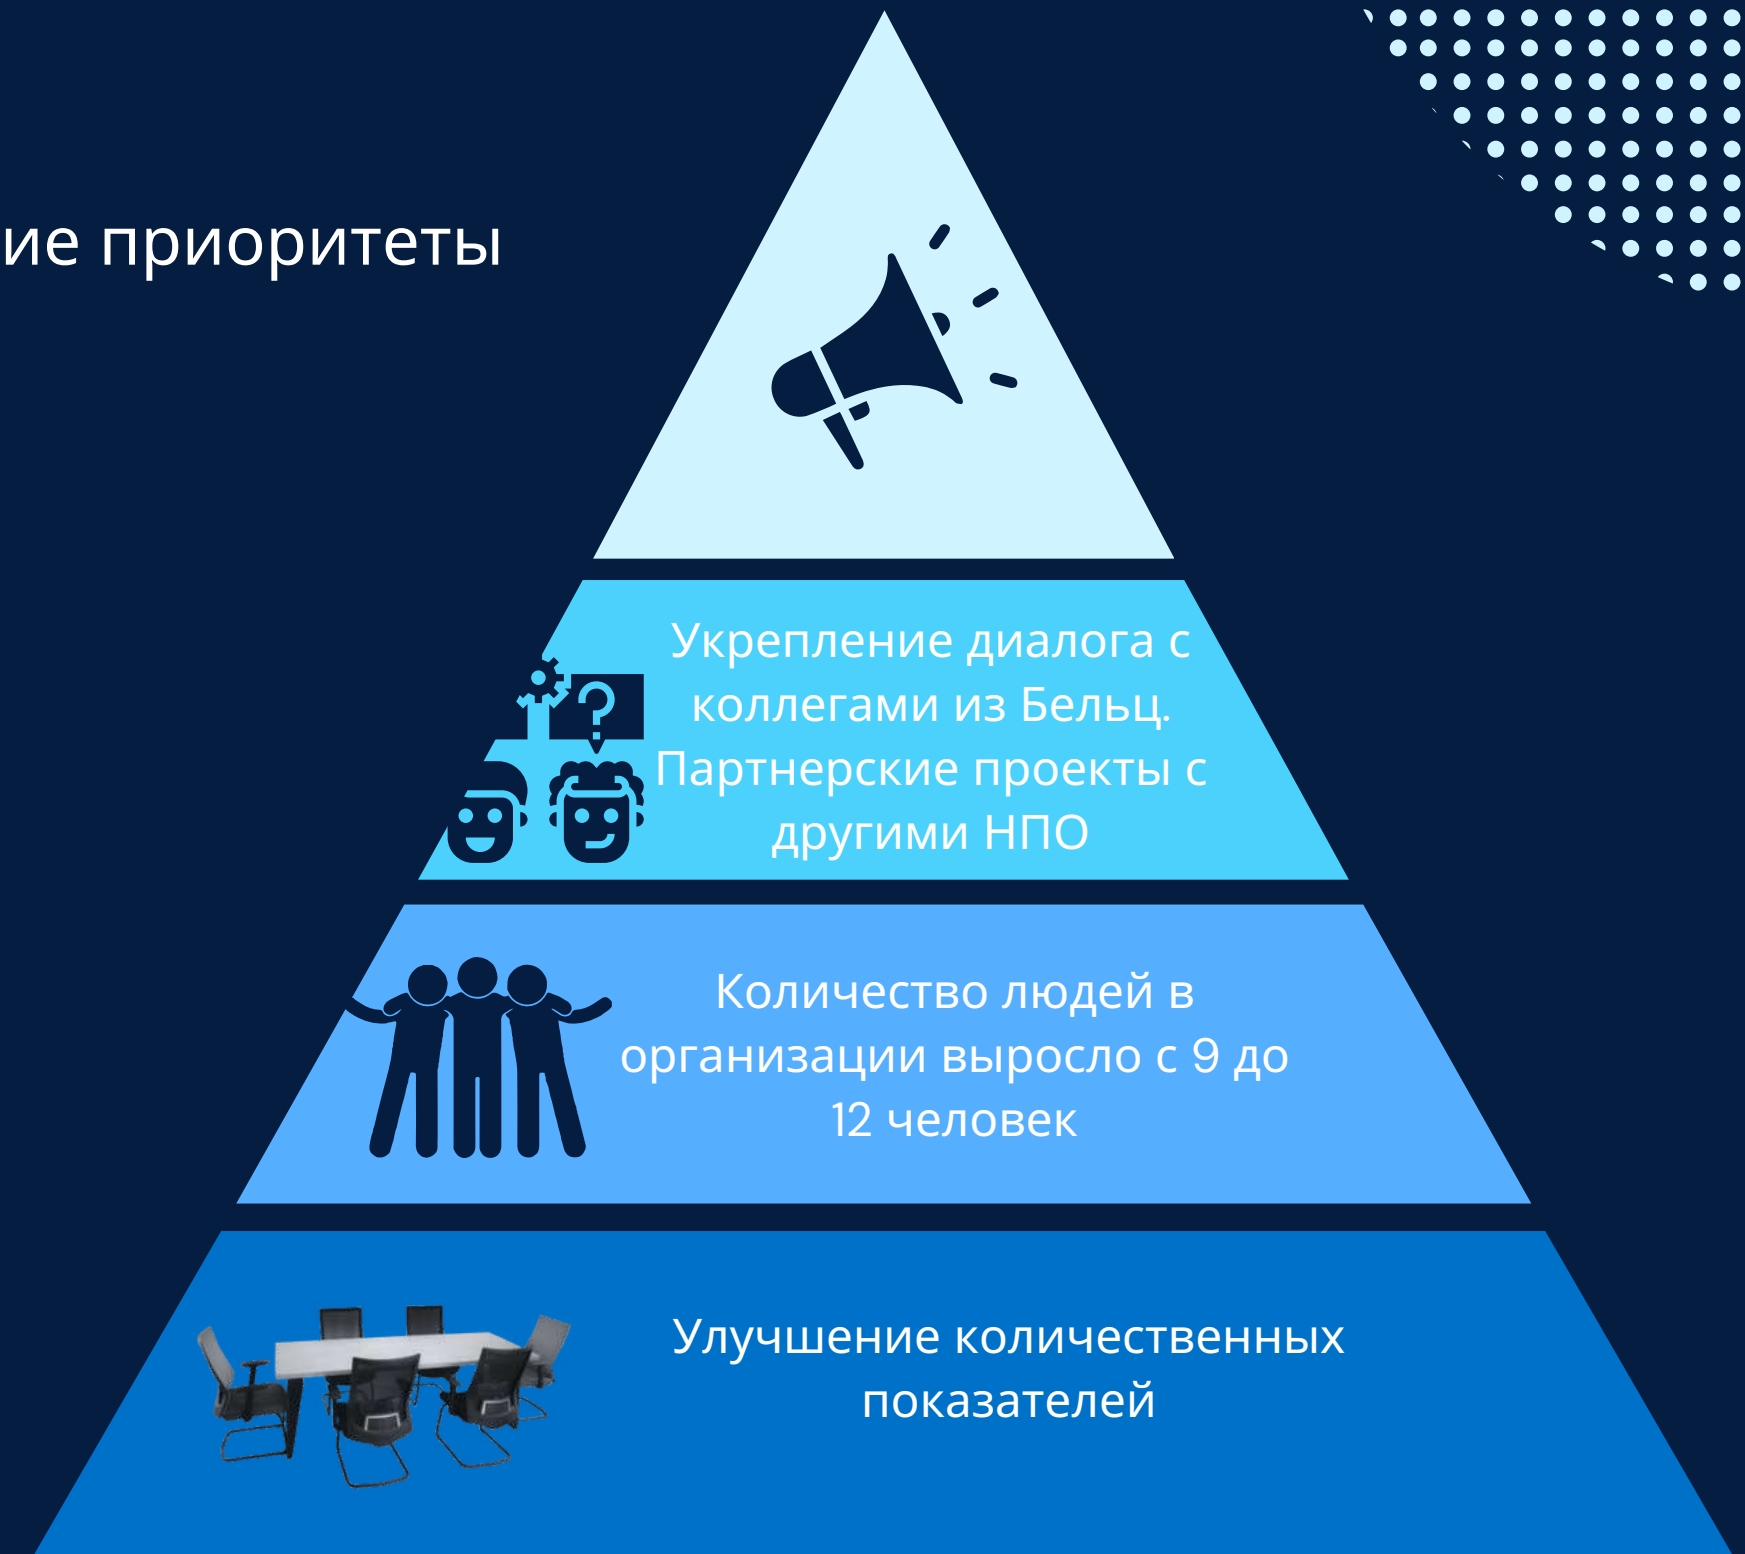 ие приоритеты
Укрепление диалога с
коллегами из Бельц.
Партнерские проекты с
другими НПО
Количество людей в
организации выросло с 9 до
12 человек
Улучшение количественных
показателей